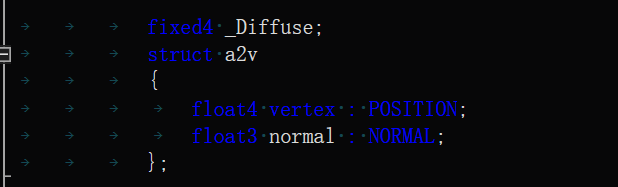 fixed4 _Diffuse;
struct a2v
{
float4 vertex : POSITION;
float3 normal : NORMAL;
};